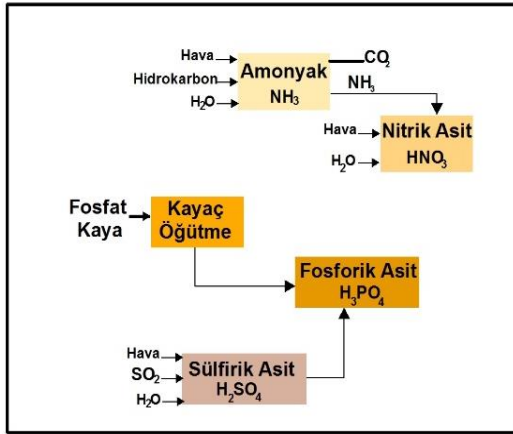 Hava
Hidrokarbon
H₂O
Amonyak
NH₃
CO₂
NH₃
Hava
H₂O
Nitrik Asit
HNO₃
Fosfat
Kaya
Kayaç
Öğütme
Fosforik Asit
H₃PO₄
Hava
SO₂
H₂O
Sülfirik Asit
H₂SO₄